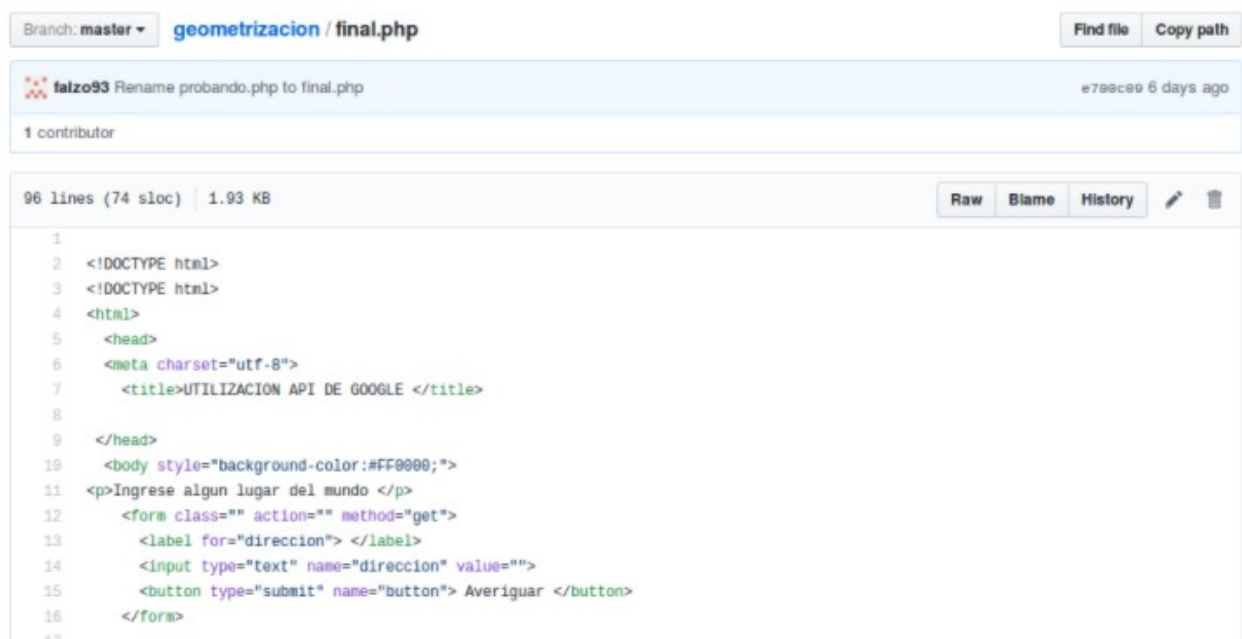 Branch: master geometrizacion / final.php Find file Copy path
falzo93 Rename probando.php to final.php 6 days ago
1 contributor
96 lines (74 sloc) 1.93 KB Raw Blame History
1
2 <!DOCTYPE html>
3 <!DOCTYPE html>
4 <html>
5 <head>
6 <meta charset="utf-8">
7 <title>UTILIZACION API DE GOOGLE </title>
8
9 </head>
10 <body style="background-color:#FF0000;">
11 <p>Ingrese algun lugar del mundo </p>
12 <form class="" action="" method="get">
13 <label for="direccion"> </label>
14 <input type="text" name="direccion" value="">
15 <button type="submit" name="button"> Averiguar </button>
16 </form>